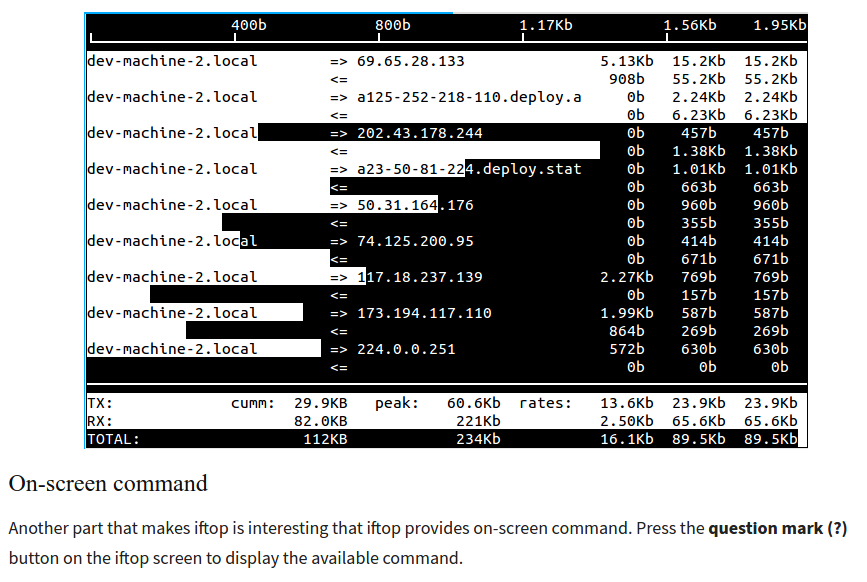 400b 800b 1.17Kb 1.56Kb 1.95Kb
dev-machine-2.local => 69.65.28.133 5.13Kb 15.2Kb 15.2Kb
<= 908b 55.2Kb 55.2Kb
dev-machine-2.local => a125-252-218-110.deploy.a 0b 2.24Kb 2.24Kb
<= 0b 6.23Kb 6.23Kb
dev-machine-2.local => 202.43.178.244 0b 457b 457b
<= 0b 1.38Kb 1.38Kb
dev-machine-2.local => a23-50-81-224.deploy.stat 0b 1.01Kb 1.01Kb
<= 0b 663b 663b
dev-machine-2.local => 50.31.164.176 0b 960b 960b
<= 0b 355b 355b
dev-machine-2.local => 74.125.200.95 0b 414b 414b
<= 0b 671b 671b
dev-machine-2.local => 117.18.237.139 2.27Kb 769b 769b
<= 0b 157b 157b
dev-machine-2.local => 173.194.117.110 1.99Kb 587b 587b
<= 864b 269b 269b
dev-machine-2.local => 224.0.0.251 572b 630b 630b
<= 0b 0b 0b
TX: cumm: 29.9KB peak: 60.6Kb rates: 13.6Kb 23.9Kb 23.9Kb
RX: 82.0KB 221Kb 2.50Kb 65.6Kb 65.6Kb
TOTAL: 112KB 234Kb 16.1Kb 89.5Kb 89.5Kb
On-screen command
Another part that makes iftop is interesting that iftop provides on-screen command. Press the question mark (?)
button on the iftop screen to display the available command.